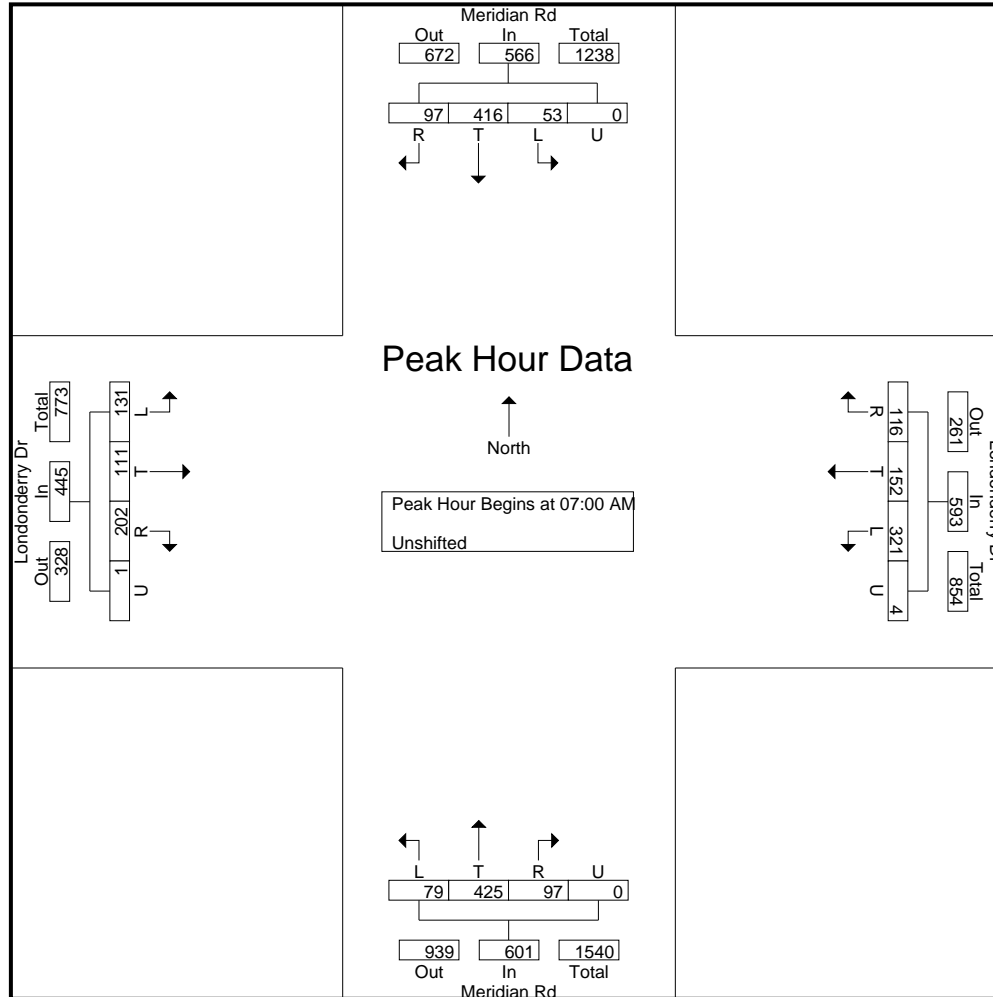 Meridian Rd
Out In Total
672 566 1238
97 416 53 0
R T L U
Peak Hour Data
North
Peak Hour Begins at 07:00 AM
Unshifted
Londonderry Dr
Total In Out
773 445 328
131 111 202 1
L T R U
R T L U
116 152 321 4
Out In Total
261 593 854
Londonderry Dr
L T R U
79 425 97 0
939 601 1540
Out In Total
Meridian Rd